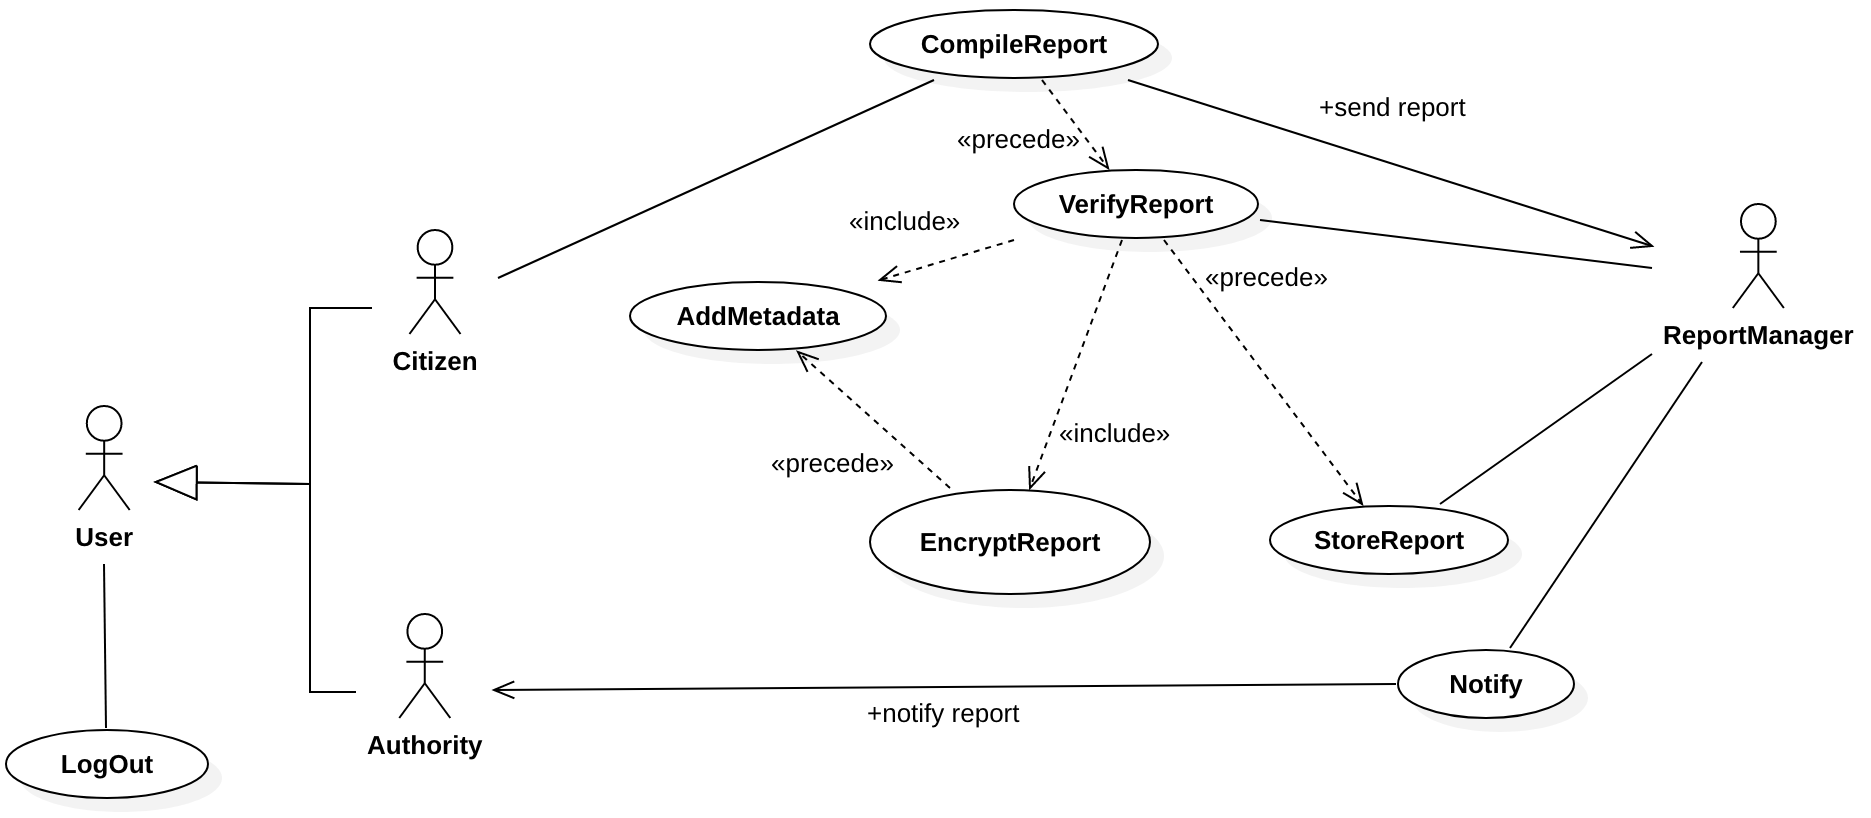 CompileReport
+send report
«precede»
VerifyReport
«include»
«precede»
AddMetadata
ReportManager
Citizen
«include»
«precede»
User
EncryptReport
StoreReport
Notify
+notify report
Authority
LogOut